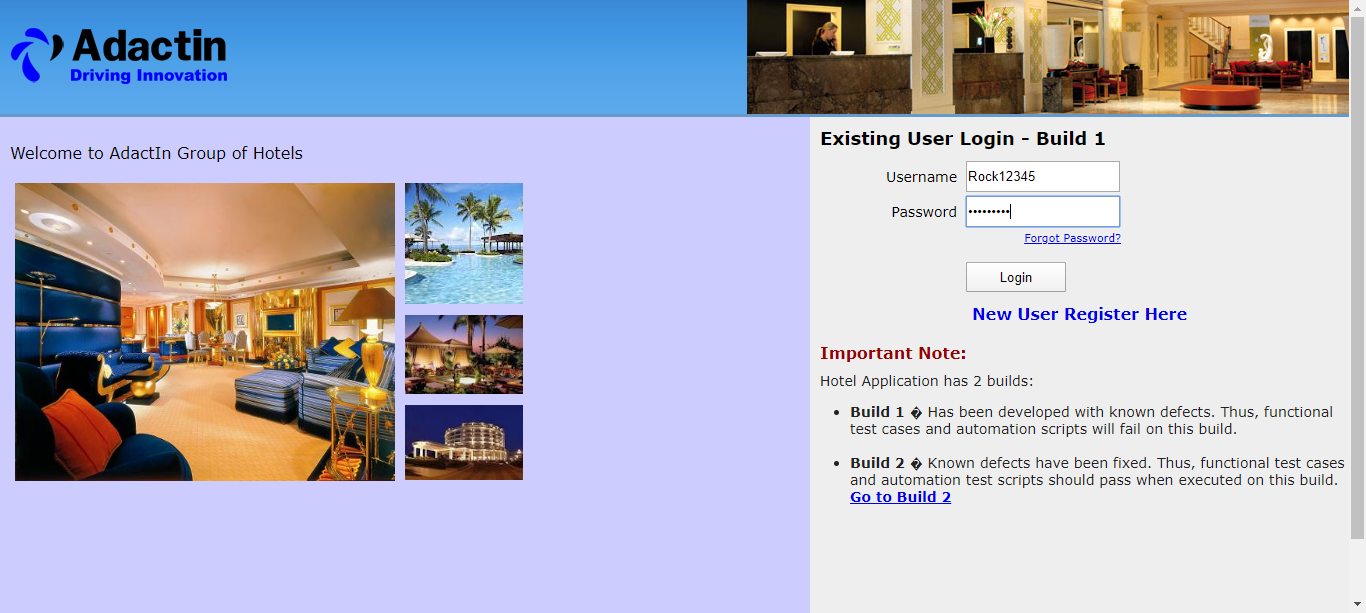 Adactin
Driving Innovation
Welcome to AdactIn Group of Hotels
Existing User Login - Build 1
Username Rock12345
Password •••••••••
Forgot Password?
Login
New User Register Here
Important Note:
Hotel Application has 2 builds:
• Build 1 � Has been developed with known defects. Thus, functional
test cases and automation scripts will fail on this build.
• Build 2 � Known defects have been fixed. Thus, functional test cases
and automation test scripts should pass when executed on this build.
Go to Build 2